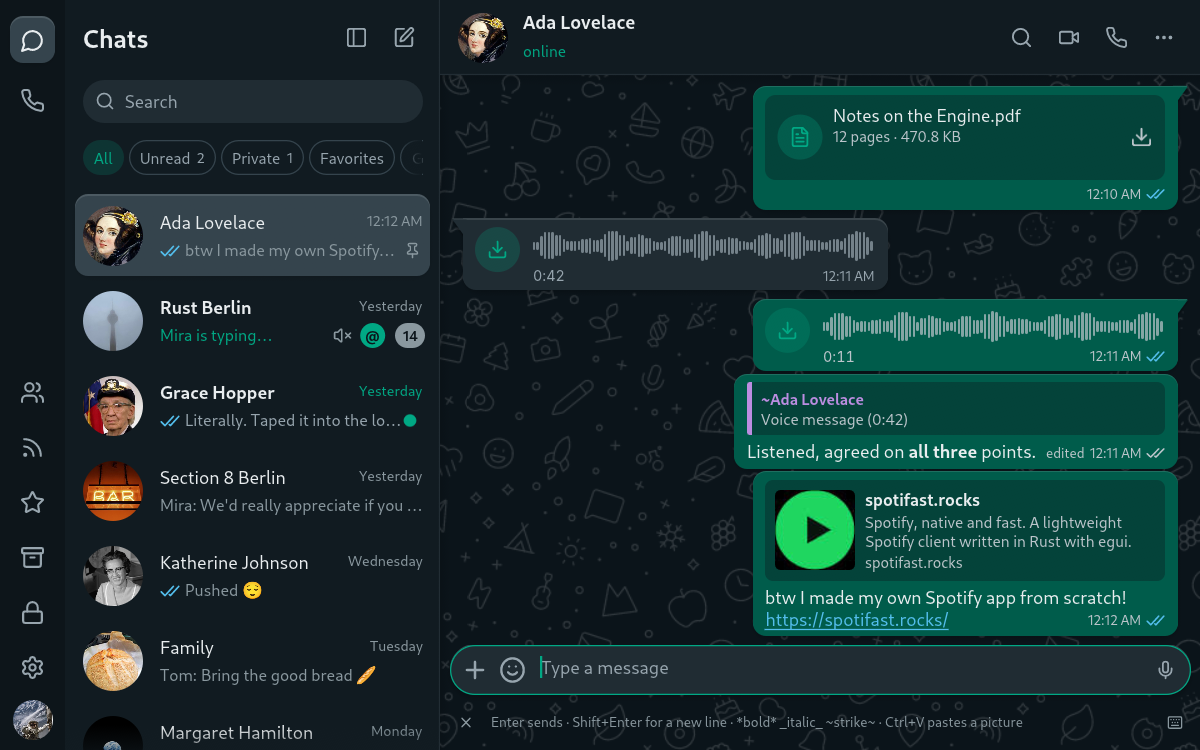 Chats
Search
All
Unread 2
Private 1
Favorites
Ada Lovelace
12:12 AM
btw I made my own Spotify…
Rust Berlin
Yesterday
Mira is typing…
@
14
Grace Hopper
Yesterday
Literally. Taped it into the lo…
Section 8 Berlin
Yesterday
Mira: We'd really appreciate if you …
BAR
Katherine Johnson
Wednesday
Pushed 😌
Family
Tuesday
Tom: Bring the good bread 🥖
Margaret Hamilton
Monday
Ada Lovelace
online
Notes on the Engine.pdf
12 pages · 470.8 KB
12:10 AM
0:42
12:11 AM
0:11
12:11 AM
~Ada Lovelace
Voice message (0:42)
Listened, agreed on all three points. edited 12:11 AM
spotifast.rocks
Spotify, native and fast. A lightweight
Spotify client written in Rust with egui.
spotifast.rocks
btw I made my own Spotify app from scratch!
https://spotifast.rocks/
12:12 AM
Type a message
Enter sends · Shift+Enter for a new line · *bold* _italic_ ~strike~ · Ctrl+V pastes a picture